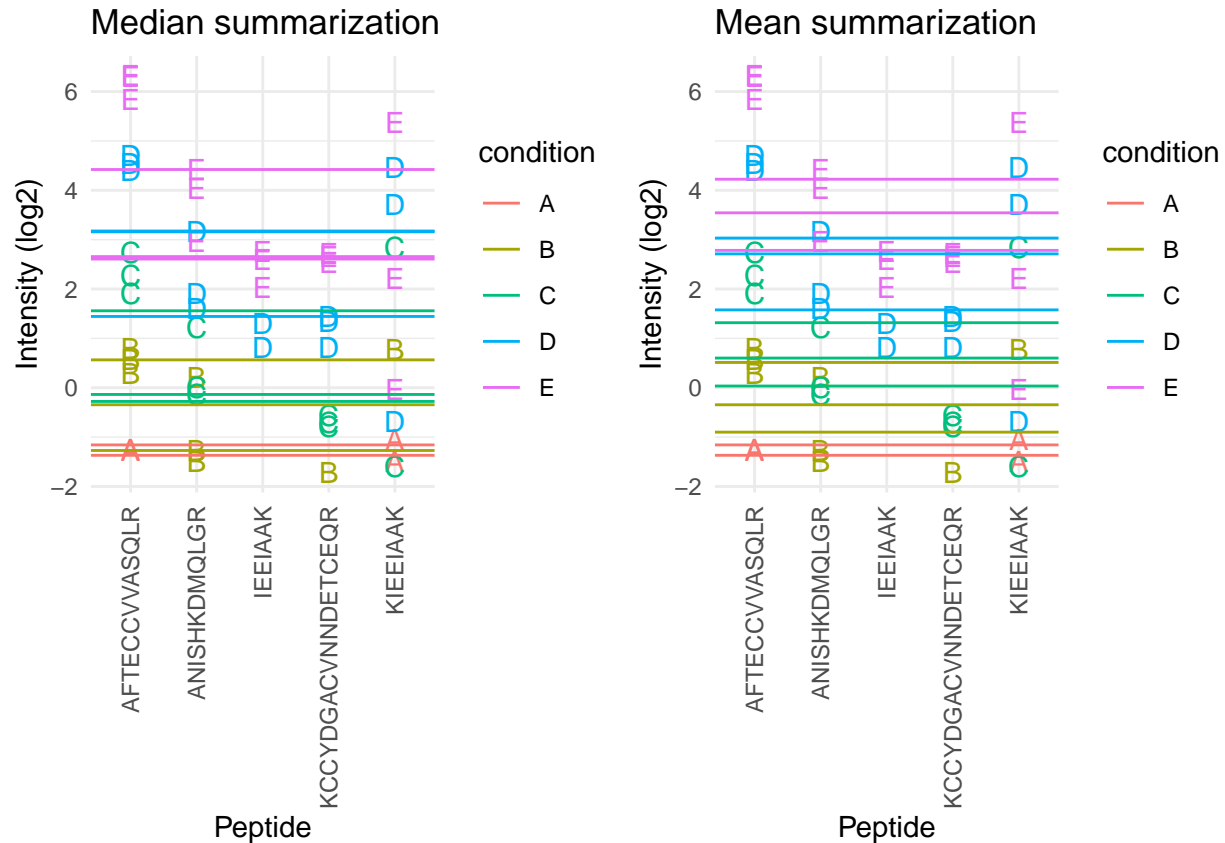 Median summarization
Intensity (log2)
6
4
2
0
−2
AFTECCVVASQLR
ANISHKDMQLGR
IEEIAAK
KCCYDGACVNNDETCEQR
KIEEIAAK
Peptide
condition
A
B
C
D
E
Mean summarization
Intensity (log2)
6
4
2
0
−2
AFTECCVVASQLR
ANISHKDMQLGR
IEEIAAK
KCCYDGACVNNDETCEQR
KIEEIAAK
Peptide
condition
A
B
C
D
E